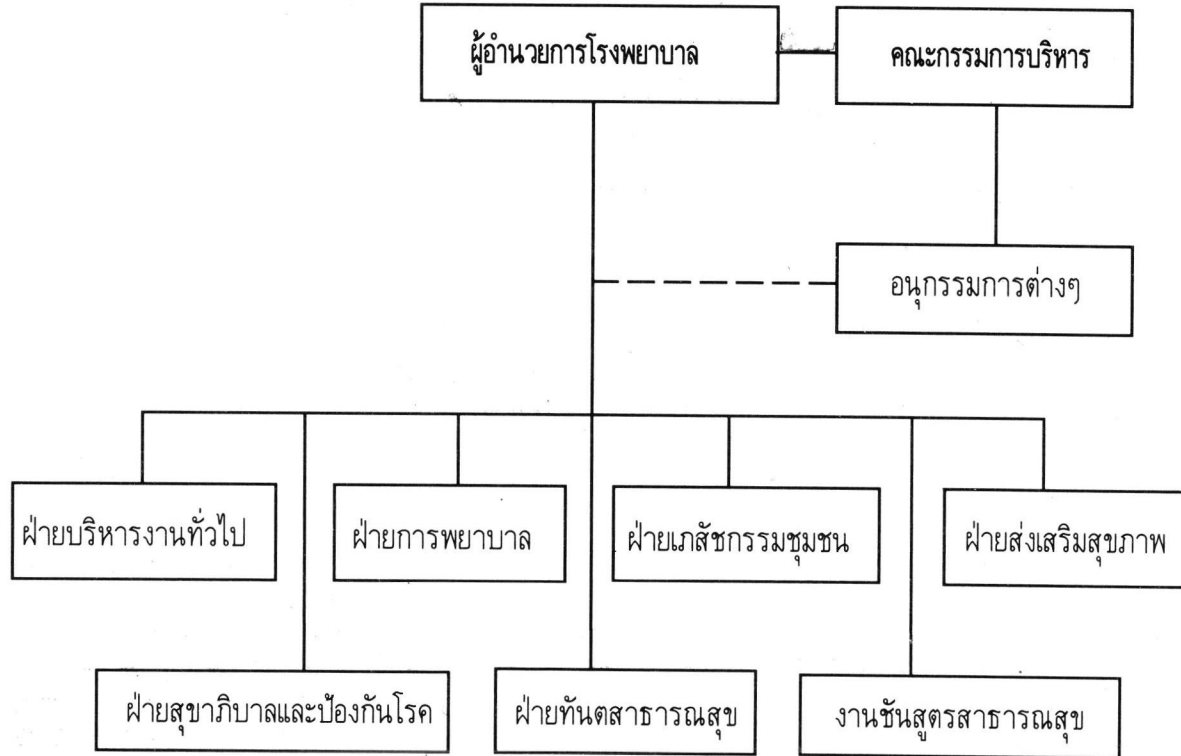 ผู้อำนวยการโรงพยาบาล
คณะกรรมการบริหาร
อนุกรรมการต่างๆ
ฝ่ายบริหารงานทั่วไป
ฝ่ายการพยาบาล
ฝ่ายเภสัชกรรมชุมชน
ฝ่ายส่งเสริมสุขภาพ
ฝ่ายสุขาภิบาลและป้องกันโรค
ฝ่ายทันตสาธารณสุข
งานชันสูตรสาธารณสุข